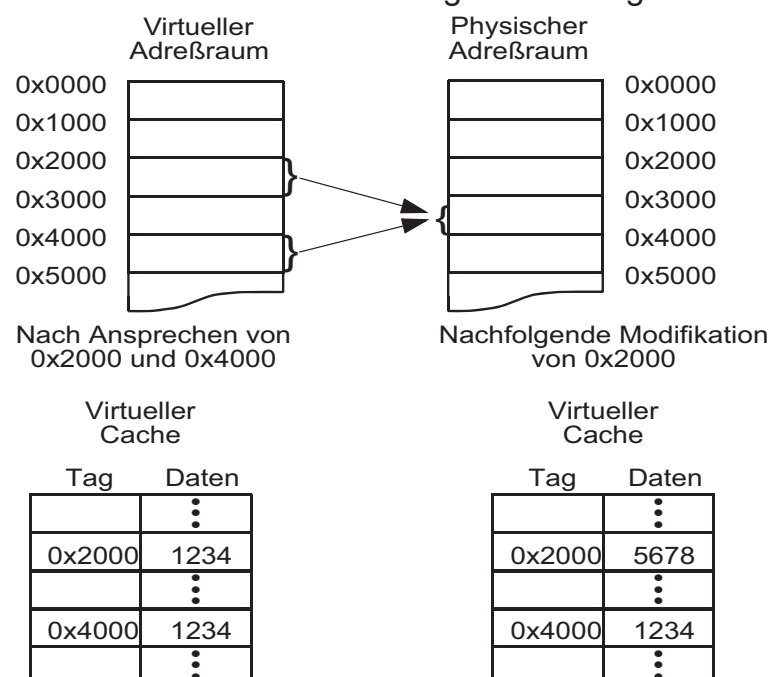 Virtueller
Adreßraum
Physischer
Adreßraum
0x0000
0x1000
0x2000
0x3000
0x4000
0x5000
0x0000
0x1000
0x2000
0x3000
0x4000
0x5000
Nach Ansprechen von
0x2000 und 0x4000
Nachfolgende Modifikation
von 0x2000
Virtueller
Cache
Tag Daten
0x2000 1234
0x4000 1234
Virtueller
Cache
Tag Daten
0x2000 5678
0x4000 1234